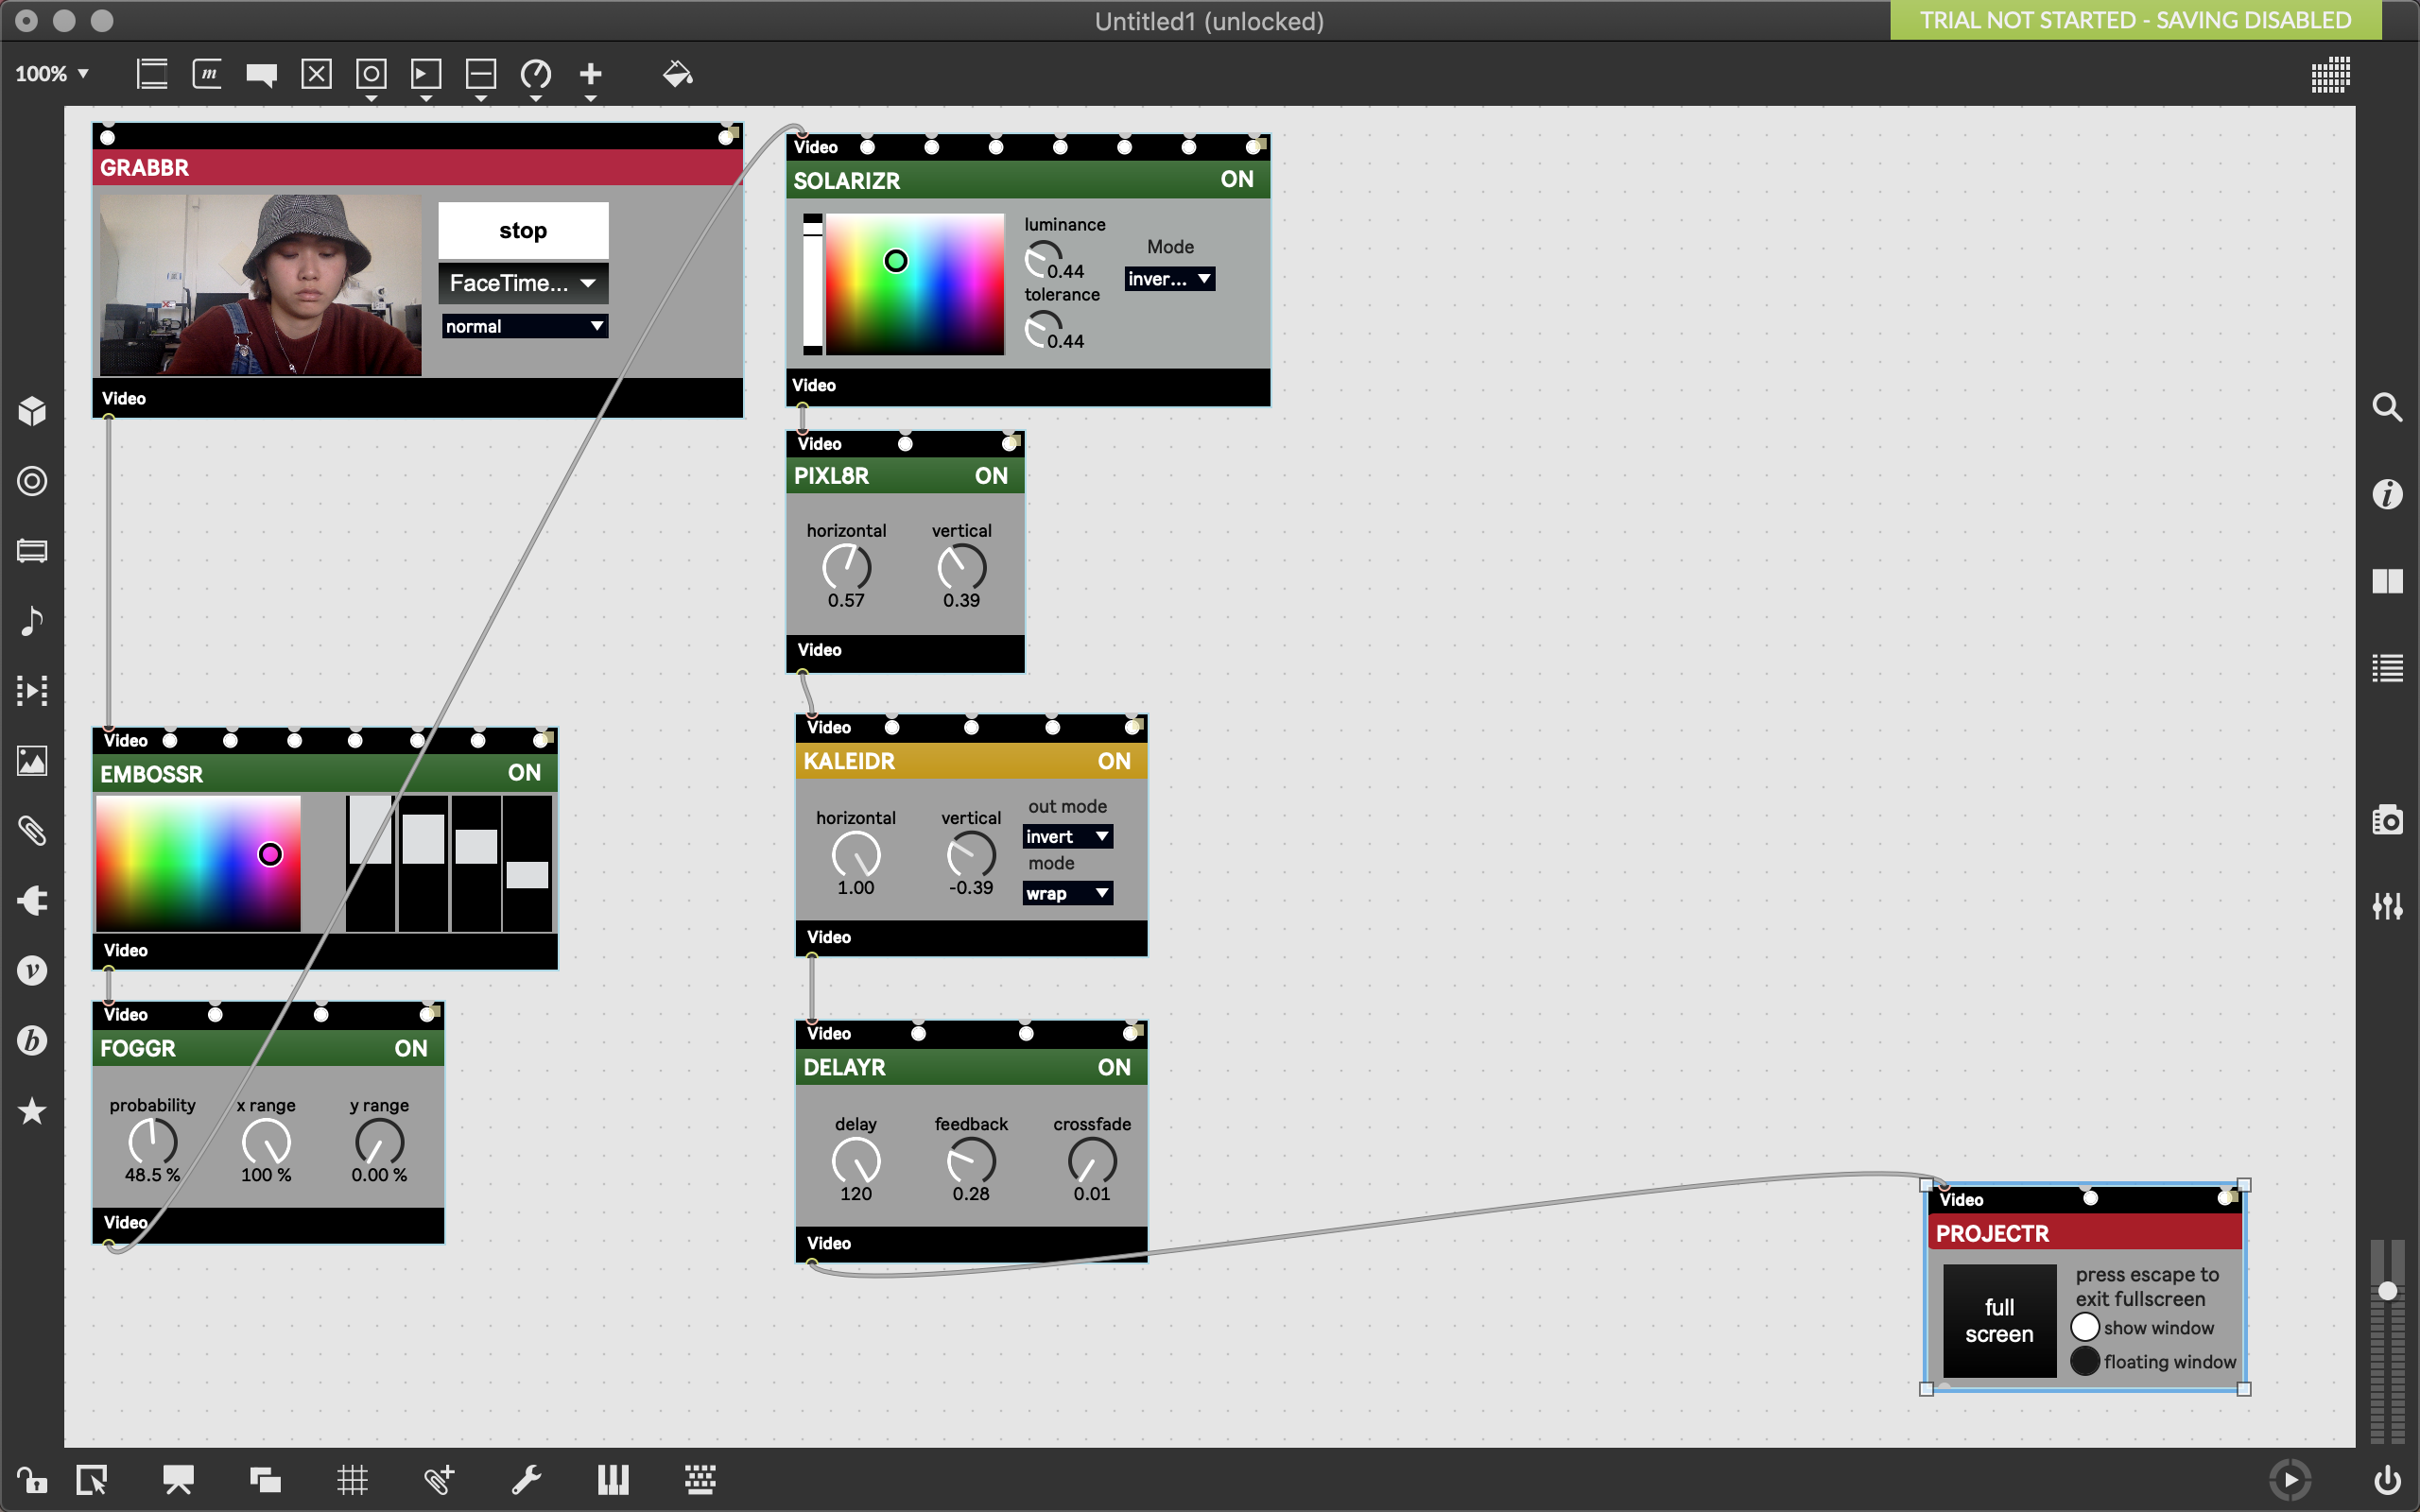 Untitled1 (unlocked)
TRIAL NOT STARTED - SAVING DISABLED
100%
m
GRABBR
stop
FaceTime...
normal
Video
Video
SOLARIZR ON
luminance
0.44
Mode
inver...
tolerance
0.44
Video
Video
PIXL8R ON
horizontal vertical
0.57 0.39
Video
Video
EMBOSSR ON
Video
Video
KALEIDR ON
horizontal vertical
1.00 -0.39
out mode
invert
mode
wrap
Video
Video
FOGGR ON
probability x range y range
48.5 % 100 % 0.00 %
Video
Video
DELAYR ON
delay feedback crossfade
120 0.28 0.01
Video
Video
PROJECTR
full
screen
press escape to
exit fullscreen
show window
floating window
i
v
b